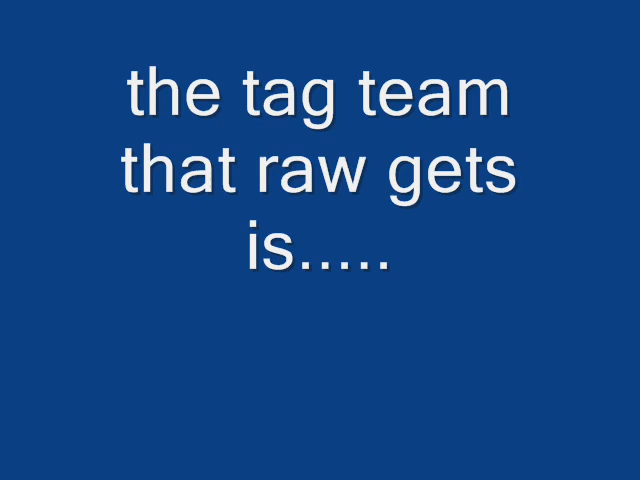 the tag team
that raw gets
is.....